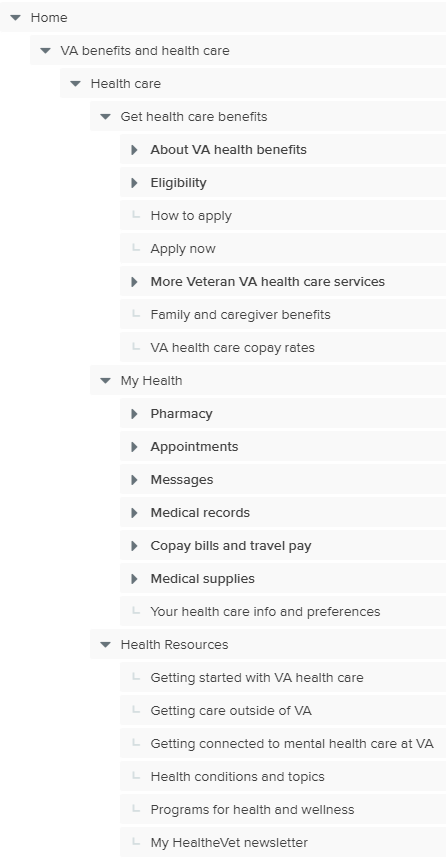 Home
VA benefits and health care
Health care
Get health care benefits
About VA health benefits
Eligibility
How to apply
Apply now
More Veteran VA health care services
Family and caregiver benefits
VA health care copay rates
My Health
Pharmacy
Appointments
Messages
Medical records
Copay bills and travel pay
Medical supplies
Your health care info and preferences
Health Resources
Getting started with VA health care
Getting care outside of VA
Getting connected to mental health care at VA
Health conditions and topics
Programs for health and wellness
My HealtheVet newsletter